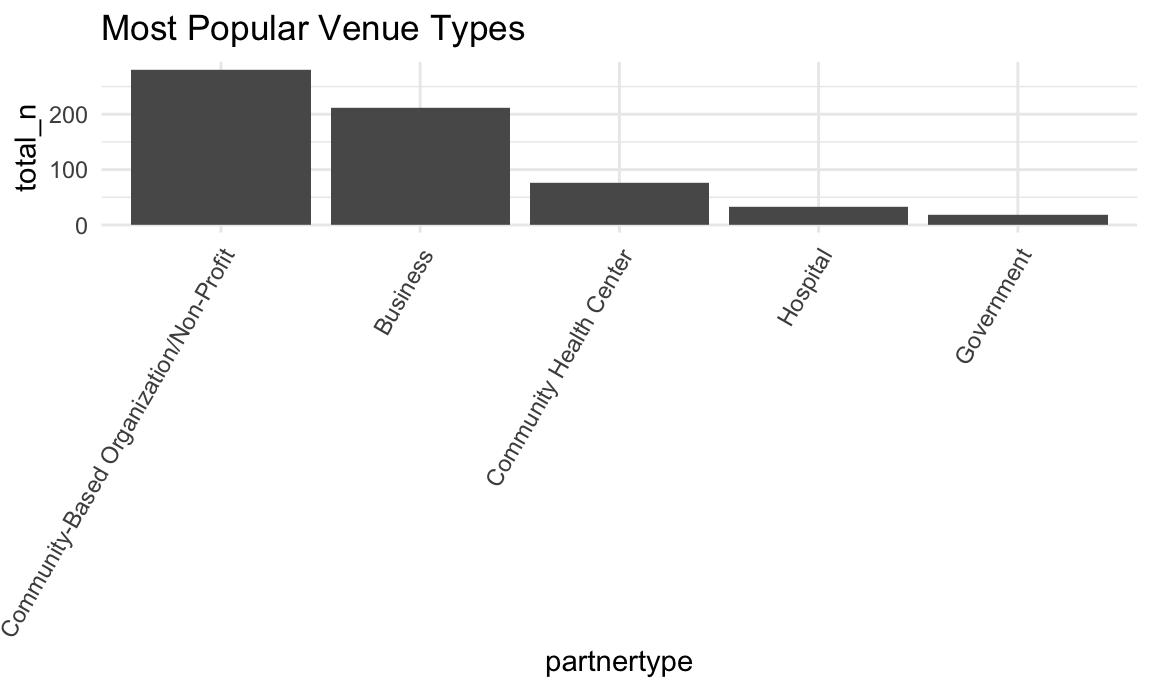 Most Popular Venue Types
total_n
200
100
0
Community-Based Organization/Non-Profit
Business
Community Health Center
Hospital
Government
partnertype